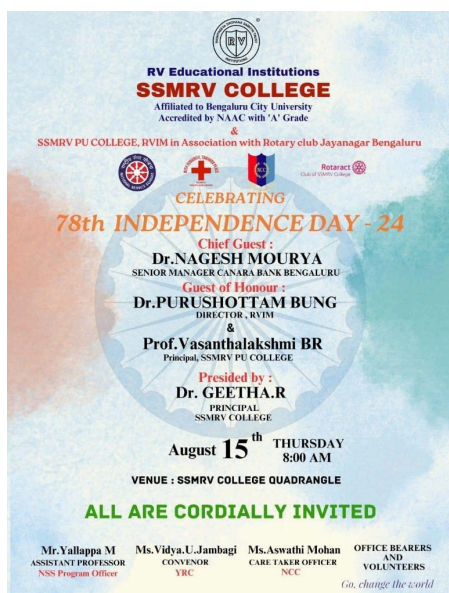 RV
RV Educational Institutions
SSMRV COLLEGE
Affiliated to Bengaluru City University
Accredited by NAAC with 'A' Grade
&
SSMRV PU COLLEGE, RVIM in Association with Rotary club Jayanagar Bengaluru
NCC
Rotaract
Club of SSMRV College
CELEBRATING
78th INDEPENDENCE DAY - 24
Chief Guest :
Dr.NAGESH MOURYA
SENIOR MANAGER CANARA BANK BENGALURU
Guest of Honour :
Dr.PURUSHOTTAM BUNG
DIRECTOR , RVIM
&
Prof.Vasanthalakshmi BR
Principal, SSMRV PU COLLEGE
Presided by :
Dr. GEETHA.R
PRINCIPAL
SSMRV COLLEGE
August 15th THURSDAY
8:00 AM
VENUE : SSMRV COLLEGE QUADRANGLE
ALL ARE CORDIALLY INVITED
Mr.Yallappa M
ASSISTANT PROFESSOR
NSS Program Officer
Ms.Vidya.U.Jambagi
CONVENOR
YRC
Ms.Aswathi Mohan
CARE TAKER OFFICER
NCC
OFFICE BEARERS
AND
VOLUNTEERS
Go, change the world